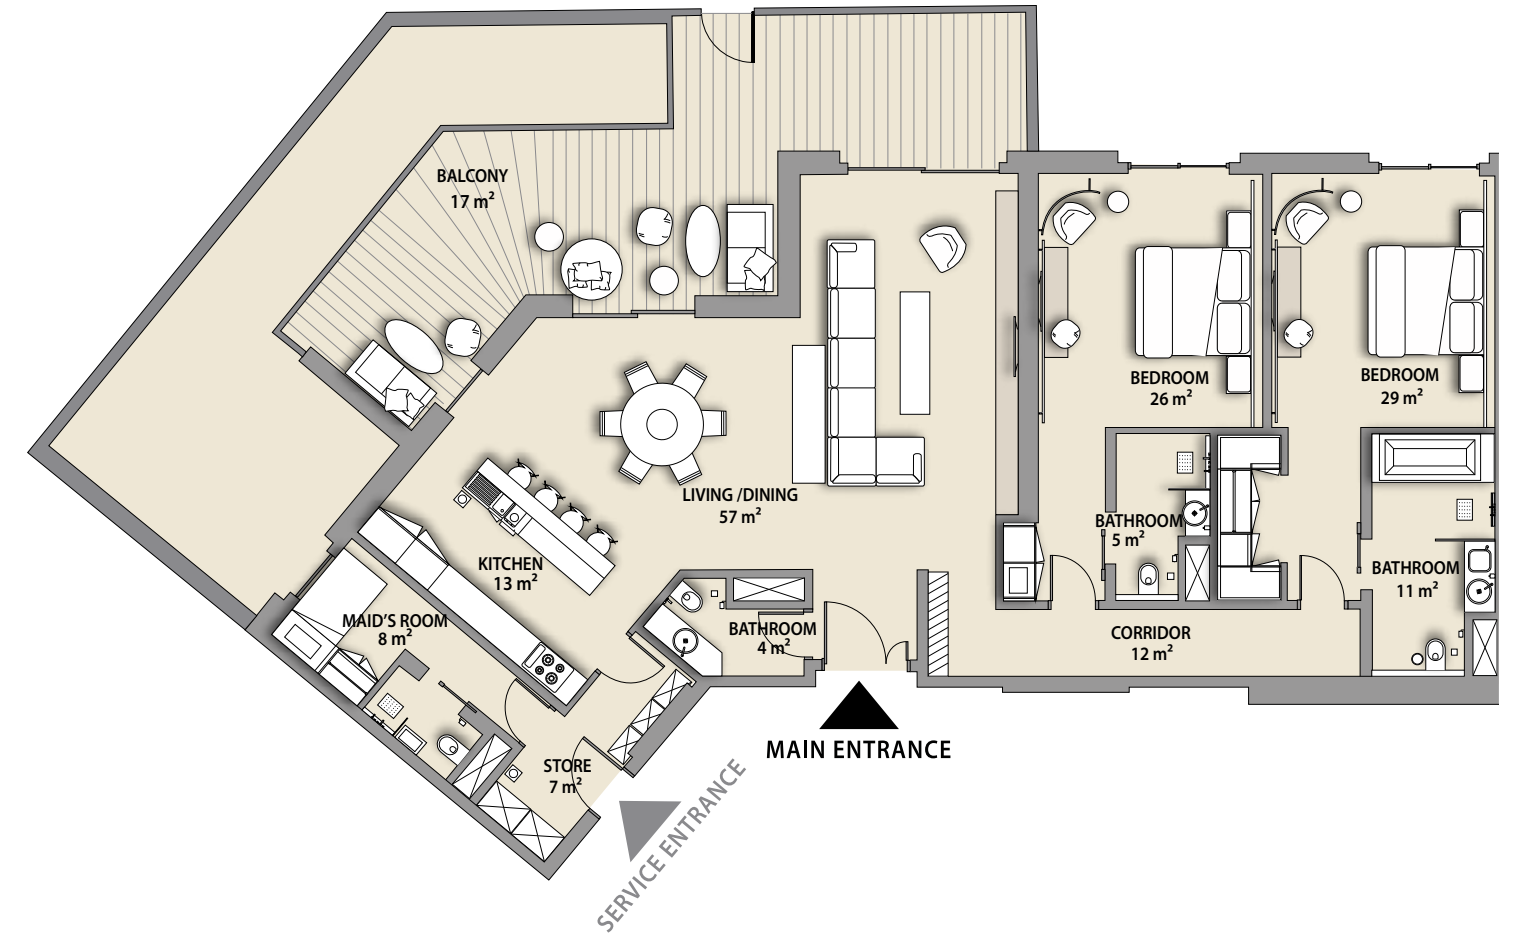 BALCONY
17 m²
BEDROOM
26 m²
BEDROOM
29 m²
LIVING /DINING
57 m²
BATHROOM
5 m²
KITCHEN
13 m²
BATHROOM
11 m²
MAID'S ROOM
8 m²
BATHROOM
4 m²
CORRIDOR
12 m²
STORE
7 m²
MAIN ENTRANCE
SERVICE ENTRANCE